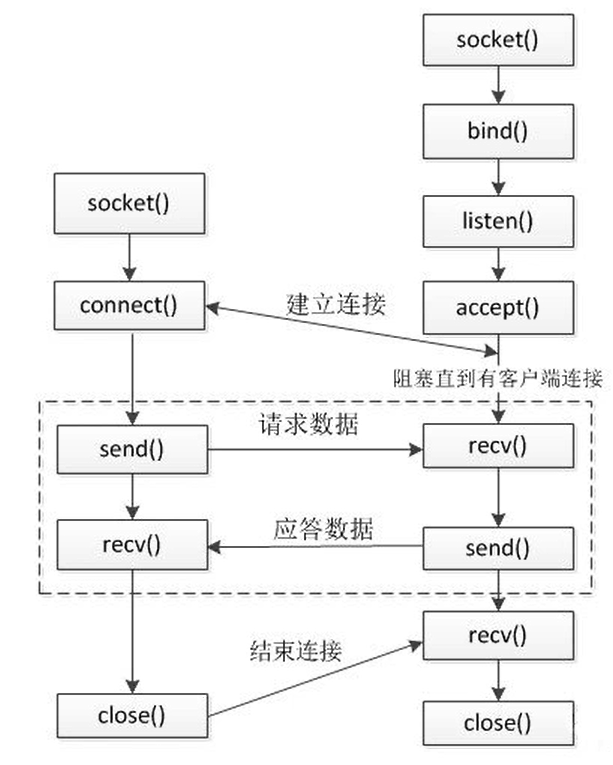 socket()
bind()
socket()
listen()
connect()
建立连接
accept()
阻塞直到有客户端连接
send()
请求数据
recv()
recv()
应答数据
send()
recv()
结束连接
close()
close()